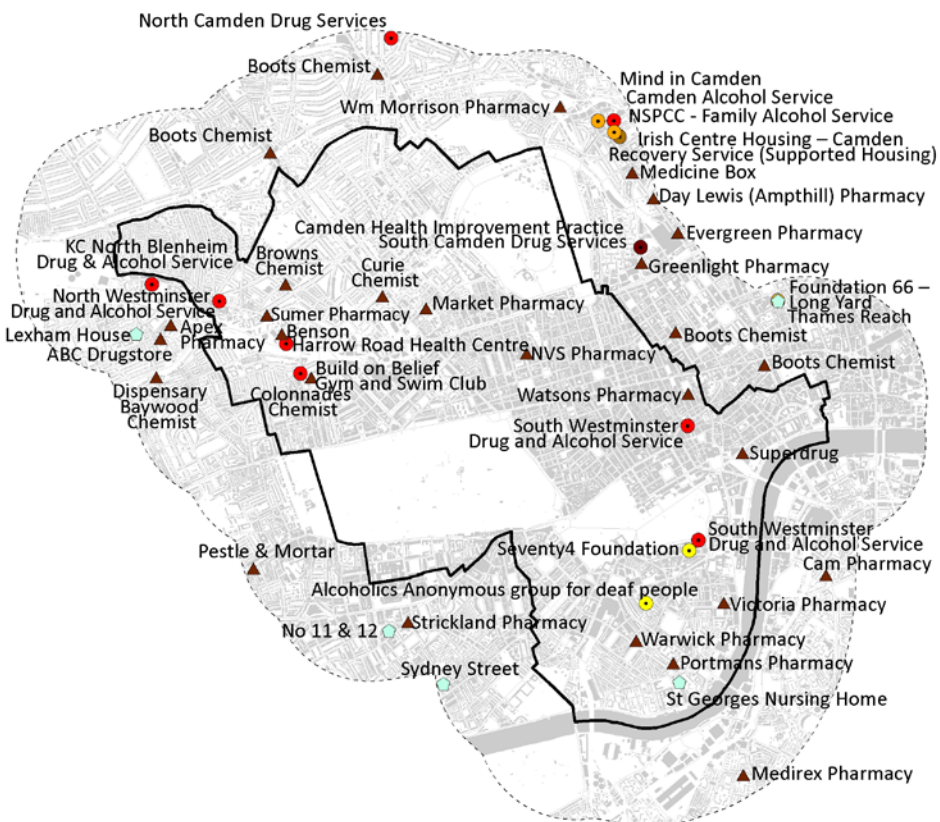 North Camden Drug Services
Boots Chemist
Mind in Camden
Camden Alcohol Service
Wm Morrison Pharmacy
NSPCC - Family Alcohol Service
Boots Chemist
Irish Centre Housing – Camden
Recovery Service (Supported Housing)
Medicine Box
Day Lewis (Ampthill) Pharmacy
Camden Health Improvement Practice
South Camden Drug Services
Evergreen Pharmacy
KC North Blenheim
Drug & Alcohol Service
Browns
Chemist
Curie
Chemist
Greenlight Pharmacy
Foundation 66 –
Long Yard
Thames Reach
North Westminster
Drug and Alcohol Service
Market Pharmacy
Sumer Pharmacy
Lexham House
Apex
Pharmacy
Benson
Harrow Road Health Centre
Boots Chemist
ABC Drugstore
NVS Pharmacy
Boots Chemist
Build on Belief
Gym and Swim Club
Dispensary
Baywood
Chemist
Colonnades
Chemist
Watsons Pharmacy
South Westminster
Drug and Alcohol Service
Superdrug
South Westminster
Drug and Alcohol Service
Seventy4 Foundation
Pestle & Mortar
Cam Pharmacy
Alcoholics Anonymous group for deaf people
Victoria Pharmacy
No 11 & 12
Strickland Pharmacy
Warwick Pharmacy
Portmans Pharmacy
Sydney Street
St Georges Nursing Home
Medirex Pharmacy